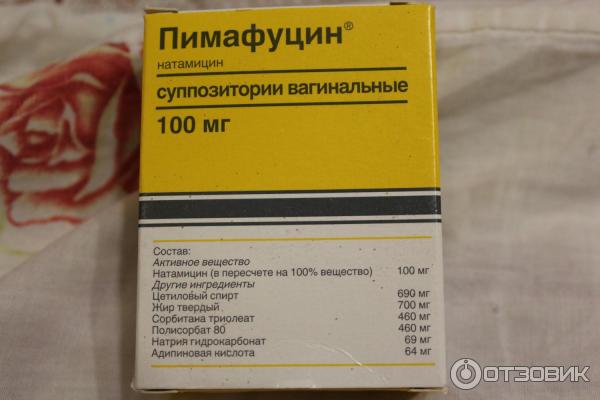 Пимафуцин®
натамицин
суппозитории вагинальные
100 мг
Состав:
Активное вещество
Натамицин (в пересчете на 100% вещество) 100 мг
Другие ингредиенты
Цетиловый спирт 690 мг
Жир твердый 700 мг
Сорбитана триолеат 460 мг
Полисорбат 80 460 мг
Натрия гидрокарбонат 69 мг
Адипиновая кислота 64 мг
ОТЗОВИК